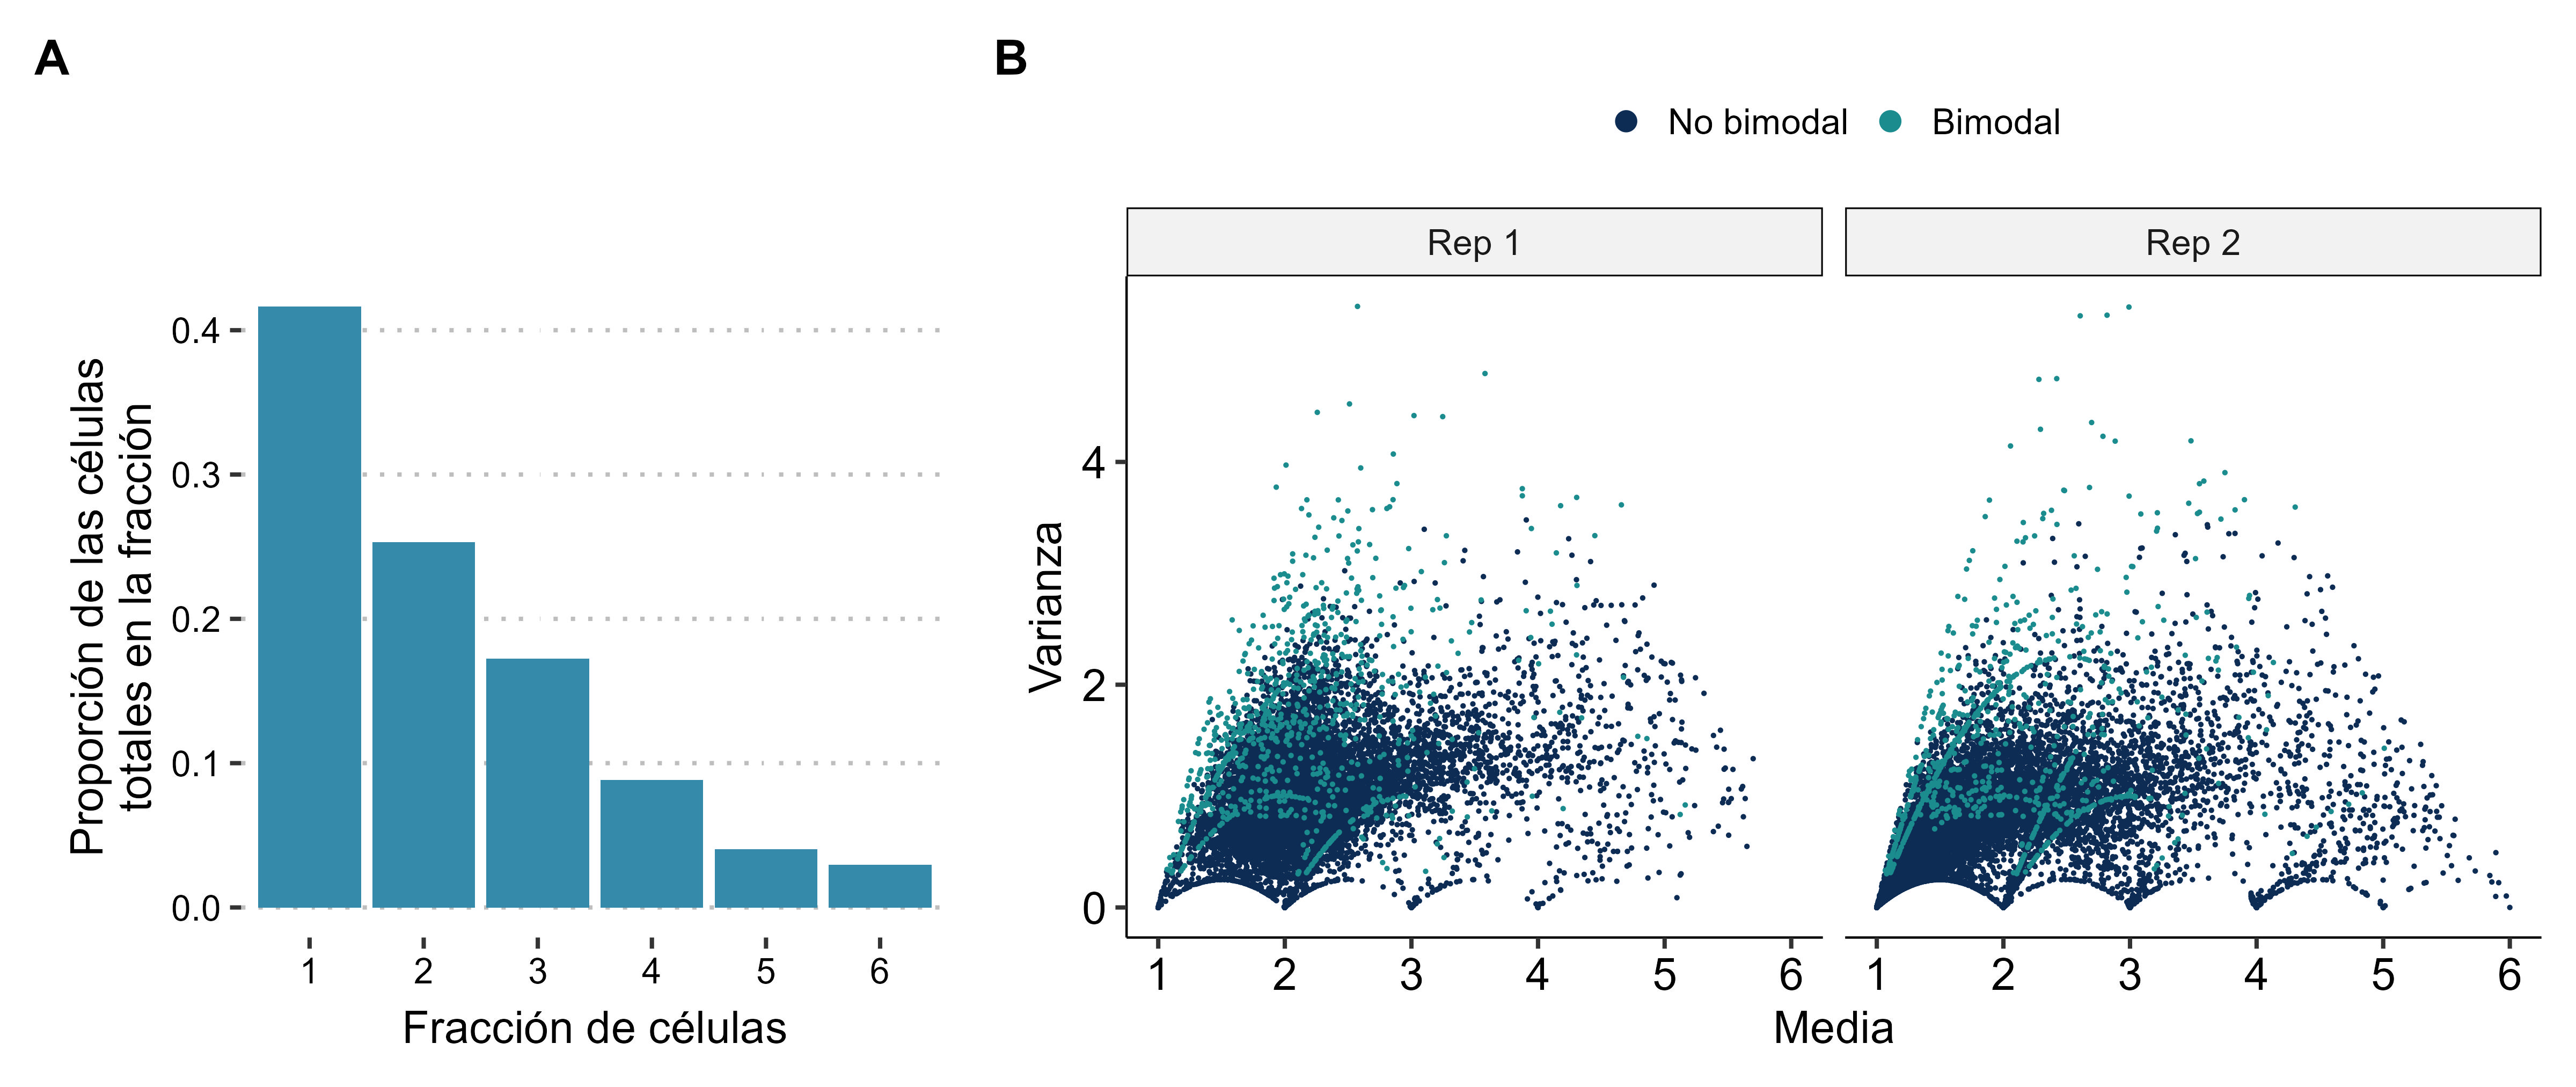 A
B
No bimodal
Bimodal
Rep 1
Rep 2
Proporción de las células
totales en la fracción
0.4
0.3
0.2
0.1
0.0
1 2 3 4 5 6
Fracción de células
Varianza
4
2
0
1 2 3 4 5 6
1 2 3 4 5 6
Media